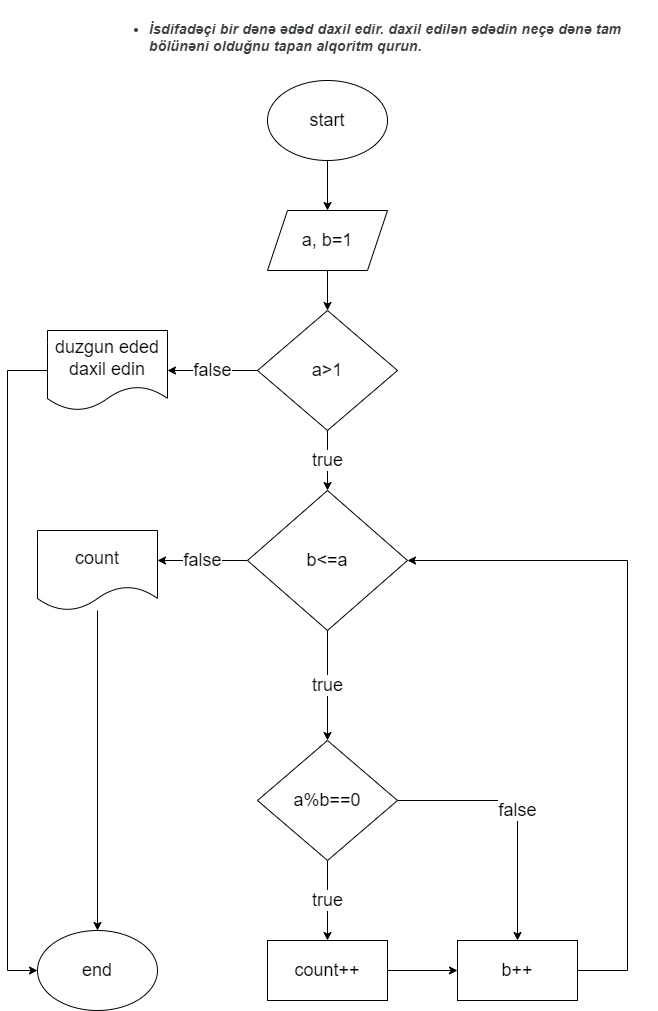 • İsdifadəçi bir dənə ədəd daxil edir. daxil edilən ədədin neçə dənə tam
bölünəni olduğnu tapan alqoritm qurun.
start
a, b=1
duzgun eded
daxil edin
false
a>1
true
count
false
b<=a
true
a%b==0
false
true
end
count++
b++